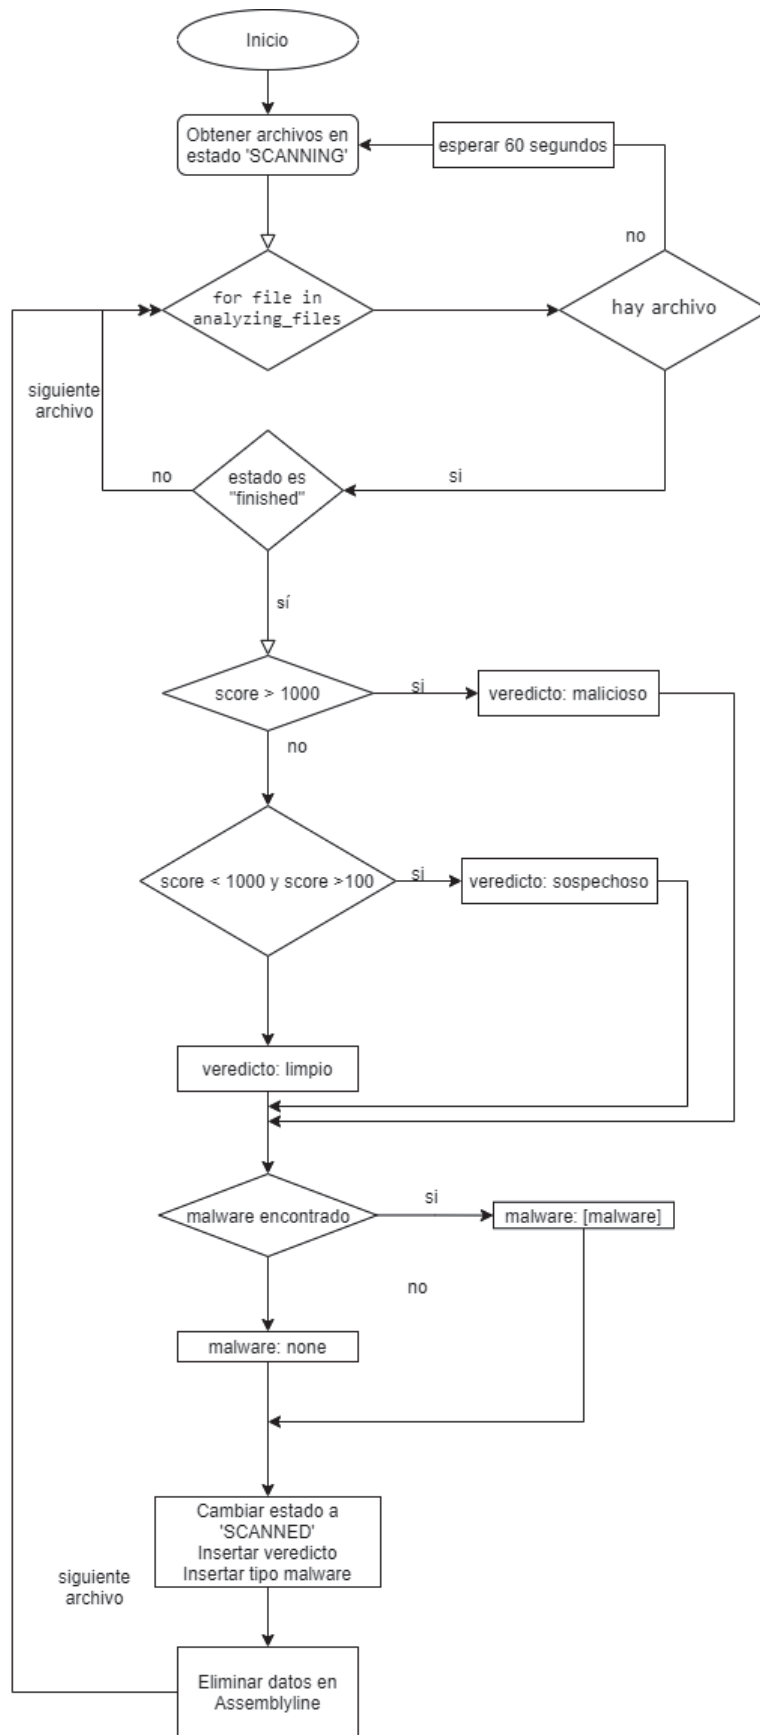 Inicio
Obtener archivos en
estado 'SCANNING'
esperar 60 segundos
no
for file in
analyzing_files
hay archivo
siguiente
archivo
no
estado es
"finished"
si
sí
score > 1000
si
veredicto: malicioso
no
score < 1000 y score >100
si
veredicto: sospechoso
veredicto: limpio
malware encontrado
si
malware: [malware]
no
malware: none
Cambiar estado a
'SCANNED'
Insertar veredicto
Insertar tipo malware
siguiente
archivo
Eliminar datos en
Assemblyline